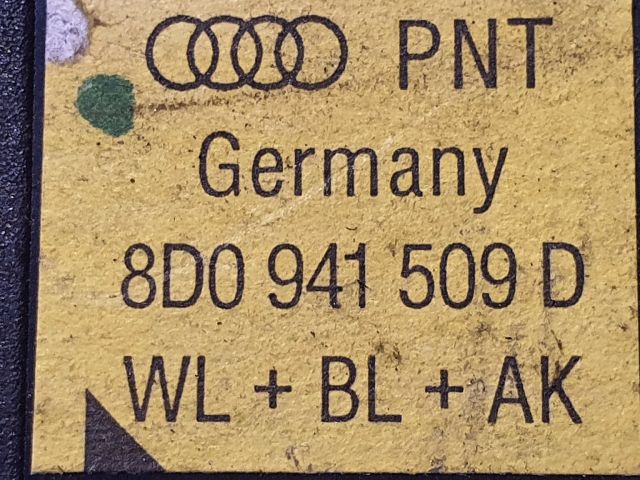 PNT
Germany
8D0 941 509 D
WL + BL + AK